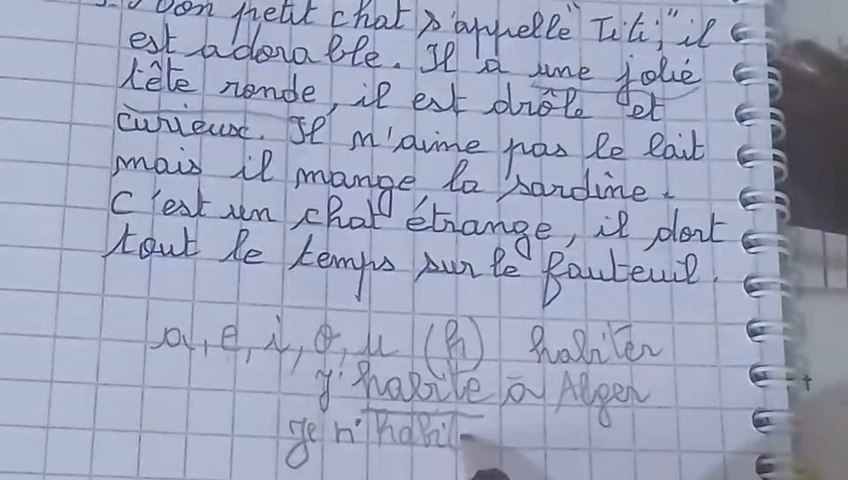 Mon petit chat s'appelle "Titi", il
est adorable. Il a une jolie
tête ronde, il est drôle et
curieux. Il n'aime pas le lait
mais il mange la sardine.
C'est un chat étrange, il dort
tout le temps sur le fauteuil.
a, e, i, o, u (h) habiter
j'habite à Alger
je n'habit